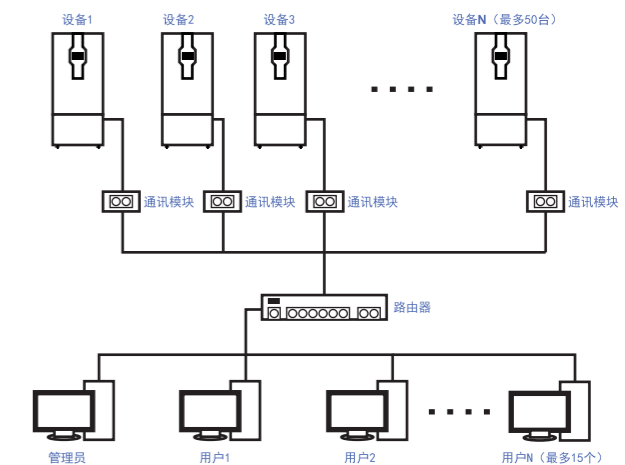 设备1
设备2
设备3
设备N（最多50台）
通讯模块
通讯模块
通讯模块
通讯模块
路由器
管理员
用户1
用户2
用户N（最多15个）